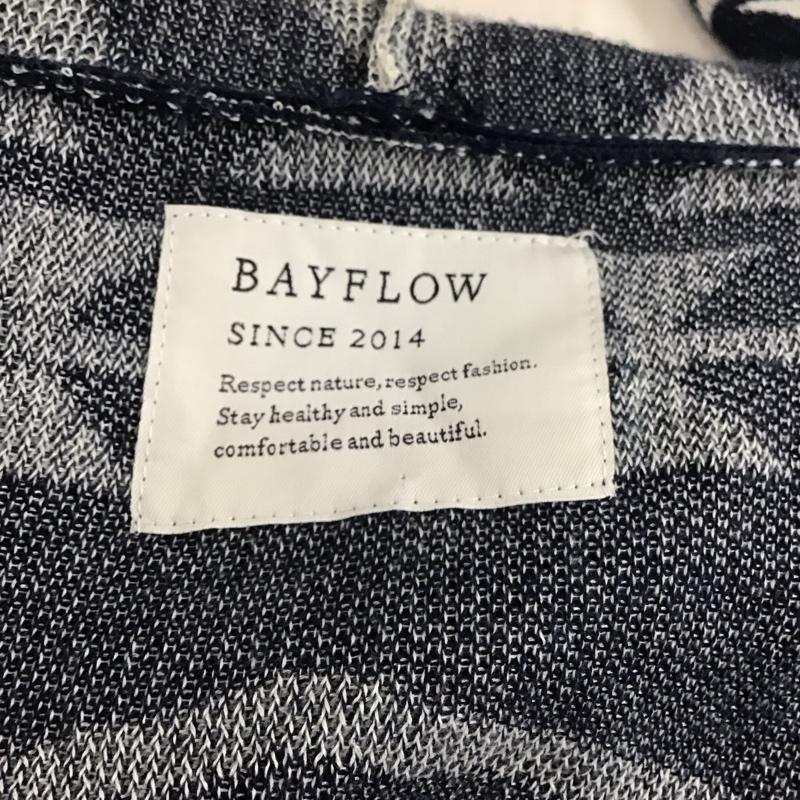 BAYFLOW
SINCE 2014
Respect nature, respect fashion.
Stay healthy and simple,
comfortable and beautiful.